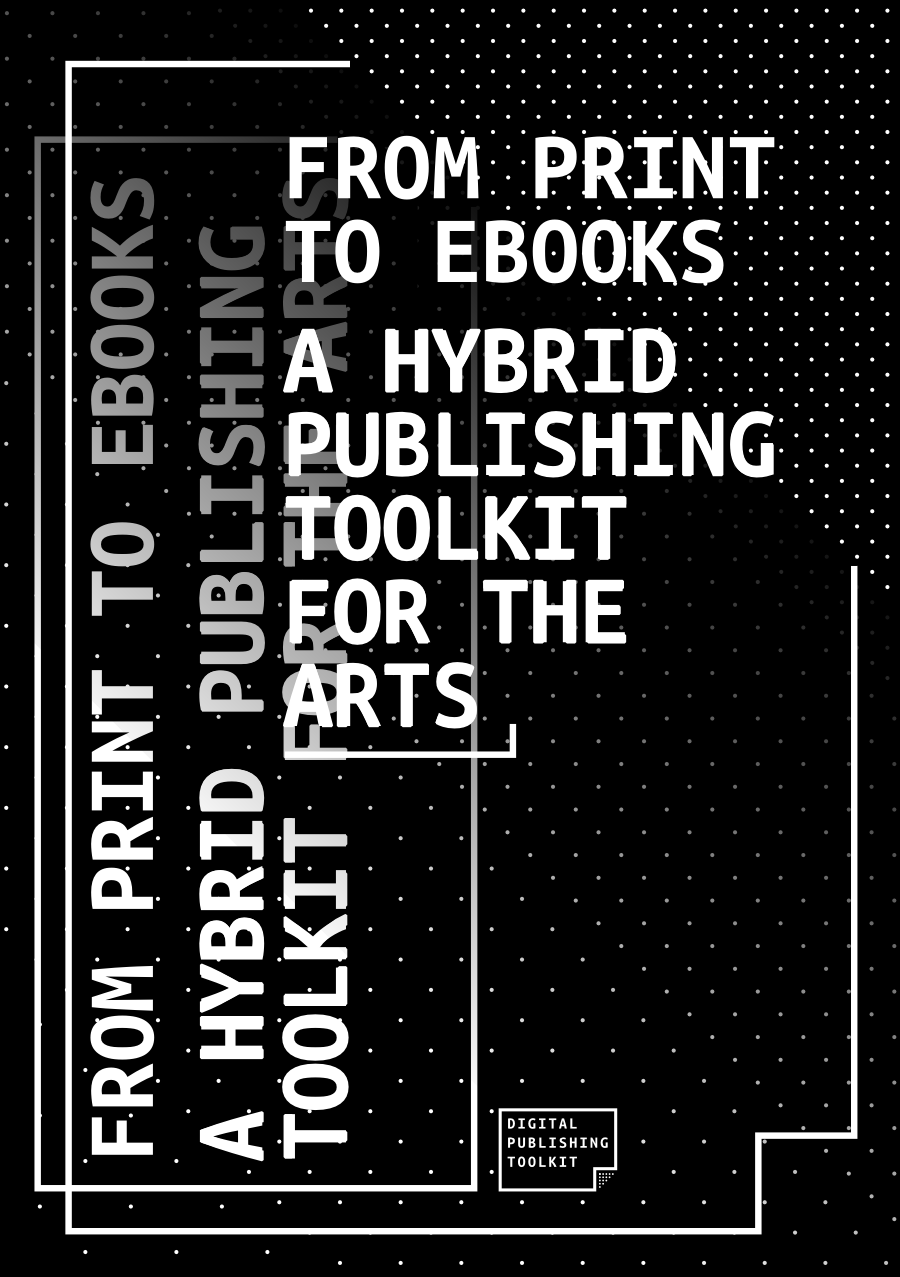 FROM PRINT
TO EBOOKS
A HYBRID
PUBLISHING
TOOLKIT
FOR THE
ARTS
FROM PRINT TO EBOOKS
A HYBRID PUBLISHING
TOOLKIT FOR THE ARTS
DIGITAL
PUBLISHING
TOOLKIT